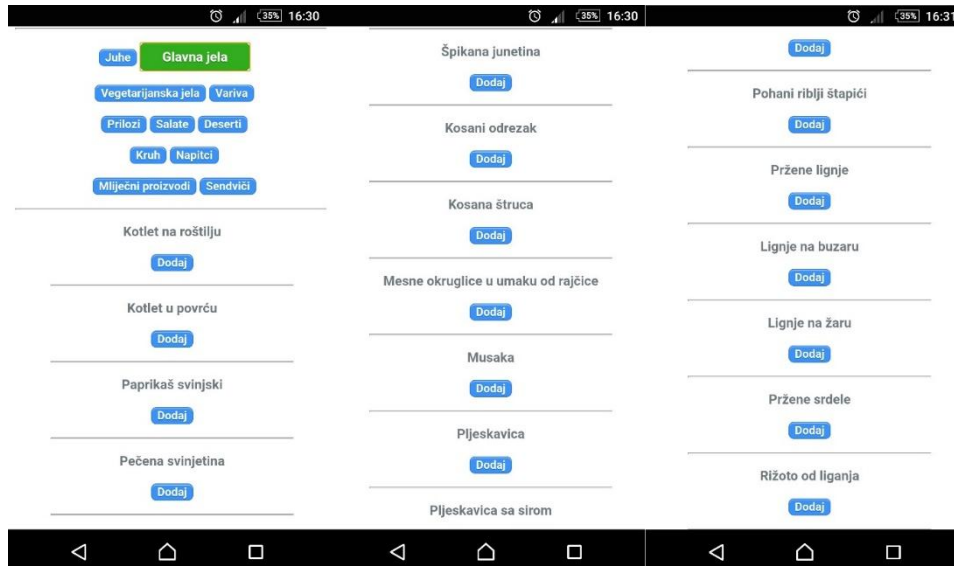 35% 16:30
Juhe Glavna jela
Vegetarijanska jela Variva
Prilozi Salate Deserti
Kruh Napitci
Mliječni proizvodi Sendviči
Kotlet na roštilju
Dodaj
Kotlet u povrću
Dodaj
Paprikaš svinjski
Dodaj
Pečena svinjetina
Dodaj
35% 16:30
Špikana junetina
Dodaj
Kosani odrezak
Dodaj
Kosana štruca
Dodaj
Mesne okruglice u umaku od rajčice
Dodaj
Musaka
Dodaj
Pljeskavica
Dodaj
Pljeskavica sa sirom
35% 16:31
Dodaj
Pohani riblji štapići
Dodaj
Pržene lignje
Dodaj
Lignje na buzaru
Dodaj
Lignje na žaru
Dodaj
Pržene srdele
Dodaj
Rižoto od liganja
Dodaj